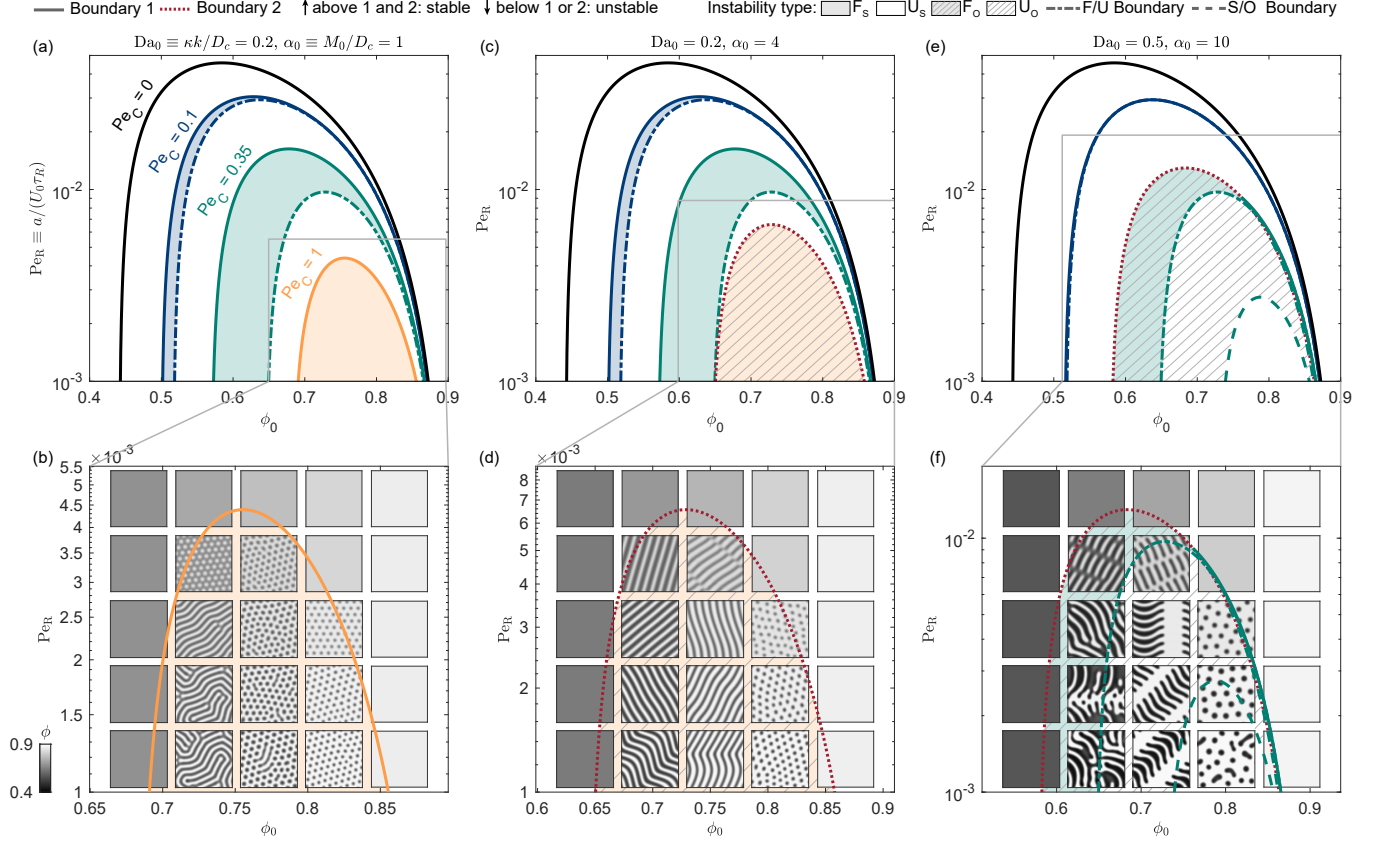 Boundary 1 Boundary 2 ↑above 1 and 2: stable ↓ below 1 or 2: unstable Instability type: F_S U_S F_O U_O F/U Boundary S/O Boundary
(a) Da₀ ≡ κk/D_c = 0.2, α₀ ≡ M₀/D_c = 1
Pe_C = 0
Pe_C = 0.1
Pe_C = 0.35
Pe_C = 1
Pe_R ≡ a/(U₀τ_R)
10⁻²
10⁻³
0.4 0.5 0.6 0.7 0.8 0.9
ϕ₀
(c) Da₀ = 0.2, α₀ = 4
Pe_R
10⁻²
10⁻³
0.4 0.5 0.6 0.7 0.8 0.9
ϕ₀
(e) Da₀ = 0.5, α₀ = 10
Pe_R
10⁻²
10⁻³
0.4 0.5 0.6 0.7 0.8 0.9
ϕ₀
(b) ×10⁻³
5.5
5
4.5
4
3.5
3
2.5
2
1.5
1
Pe_R
0.65 0.7 0.75 0.8 0.85
ϕ₀
ϕ
0.9
0.4
(d) ×10⁻³
8
7
6
5
4
3
2
1
Pe_R
0.6 0.65 0.7 0.75 0.8 0.85 0.9
ϕ₀
(f)
10⁻²
10⁻³
Pe_R
0.6 0.7 0.8 0.9
ϕ₀